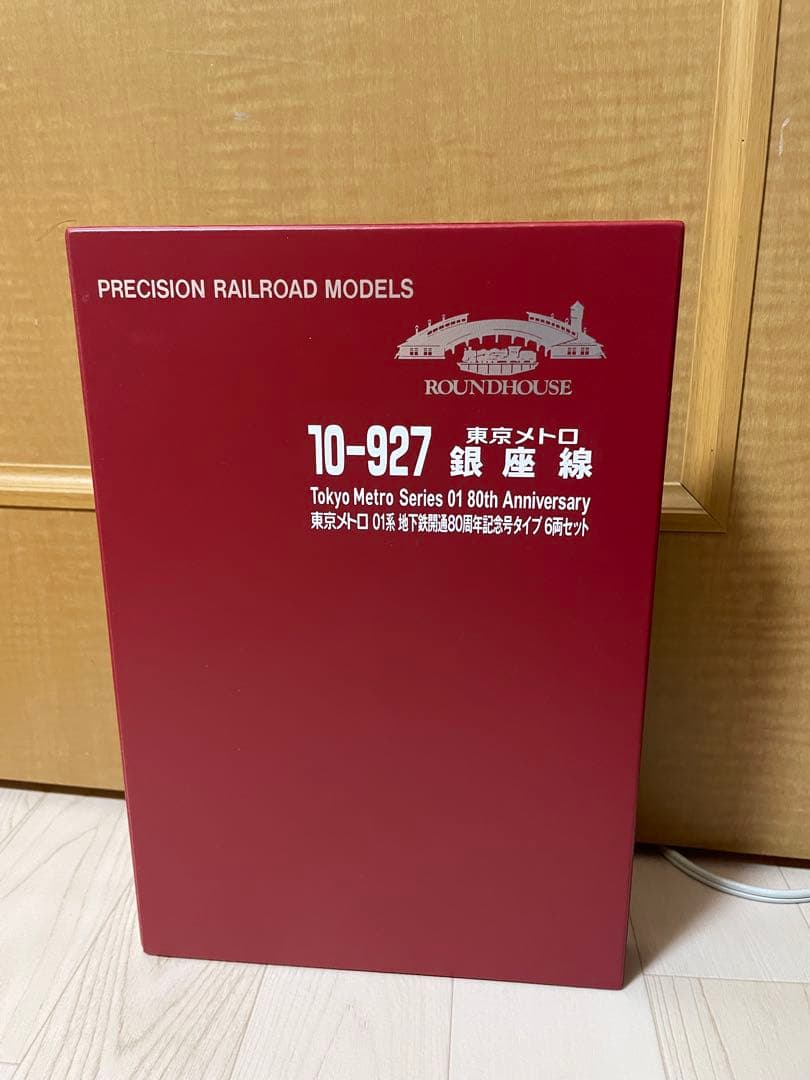 PRECISION RAILROAD MODELS
ROUNDHOUSE
10-927 東京メトロ
銀座線
Tokyo Metro Series 01 80th Anniversary
東京メトロ 01系 地下鉄開通80周年記念号タイプ 6両セット